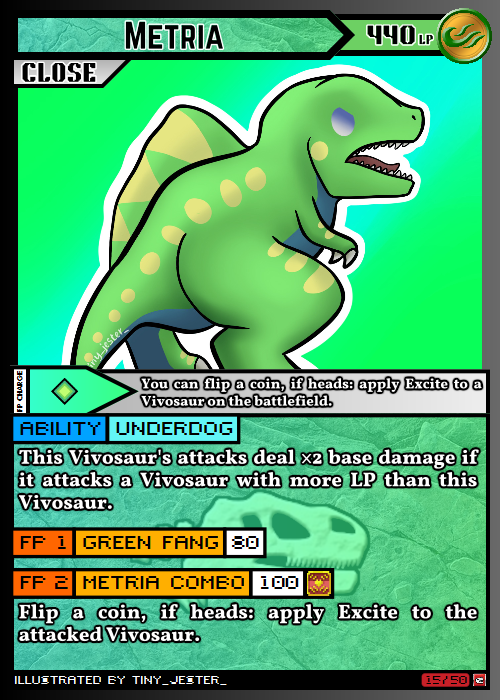 METRIA
440 LP
CLOSE
tiny_jester_
FP CHARGE
You can flip a coin, if heads: apply Excite to a
Vivosaur on the battlefield.
ABILITY UNDERDOG
This Vivosaur's attacks deal ×2 base damage if
it attacks a Vivosaur with more LP than this
Vivosaur.
FP 1 GREEN FANG 80
FP 2 METRIA COMBO 100
Flip a coin, if heads: apply Excite to the
attacked Vivosaur.
ILLUSTRATED BY TINY_JESTER_
15/50